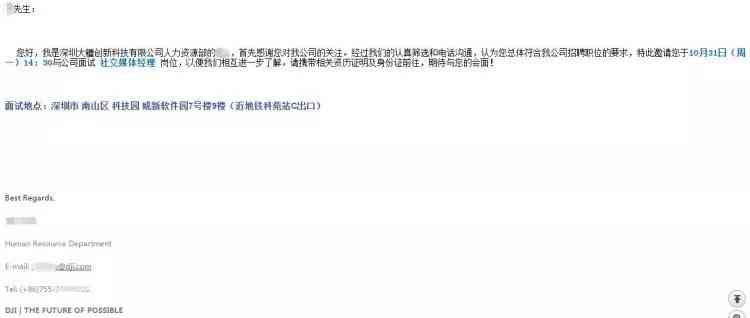 先生:
您好，我是深圳大疆创新科技有限公司人力资源部的 ，首先感谢您对我公司的关注。经过我们的认真筛选和电话沟通，认为您总体符合我公司招聘职位的要求，特此邀请您于10月31日（周
一）14：30与公司面试 社交媒体经理 岗位，以便我们相互进一步了解，请携带相关资历证明及身份证前往，期待与您的会面！
面试地点：深圳市 南山区 科技园 威新软件园7号楼9楼（近地铁科苑站C出口）
Best Regards,
Human Resource Department
E-mail: @dji.com
Tel: (+86)755-
DJI | THE FUTURE OF POSSIBLE